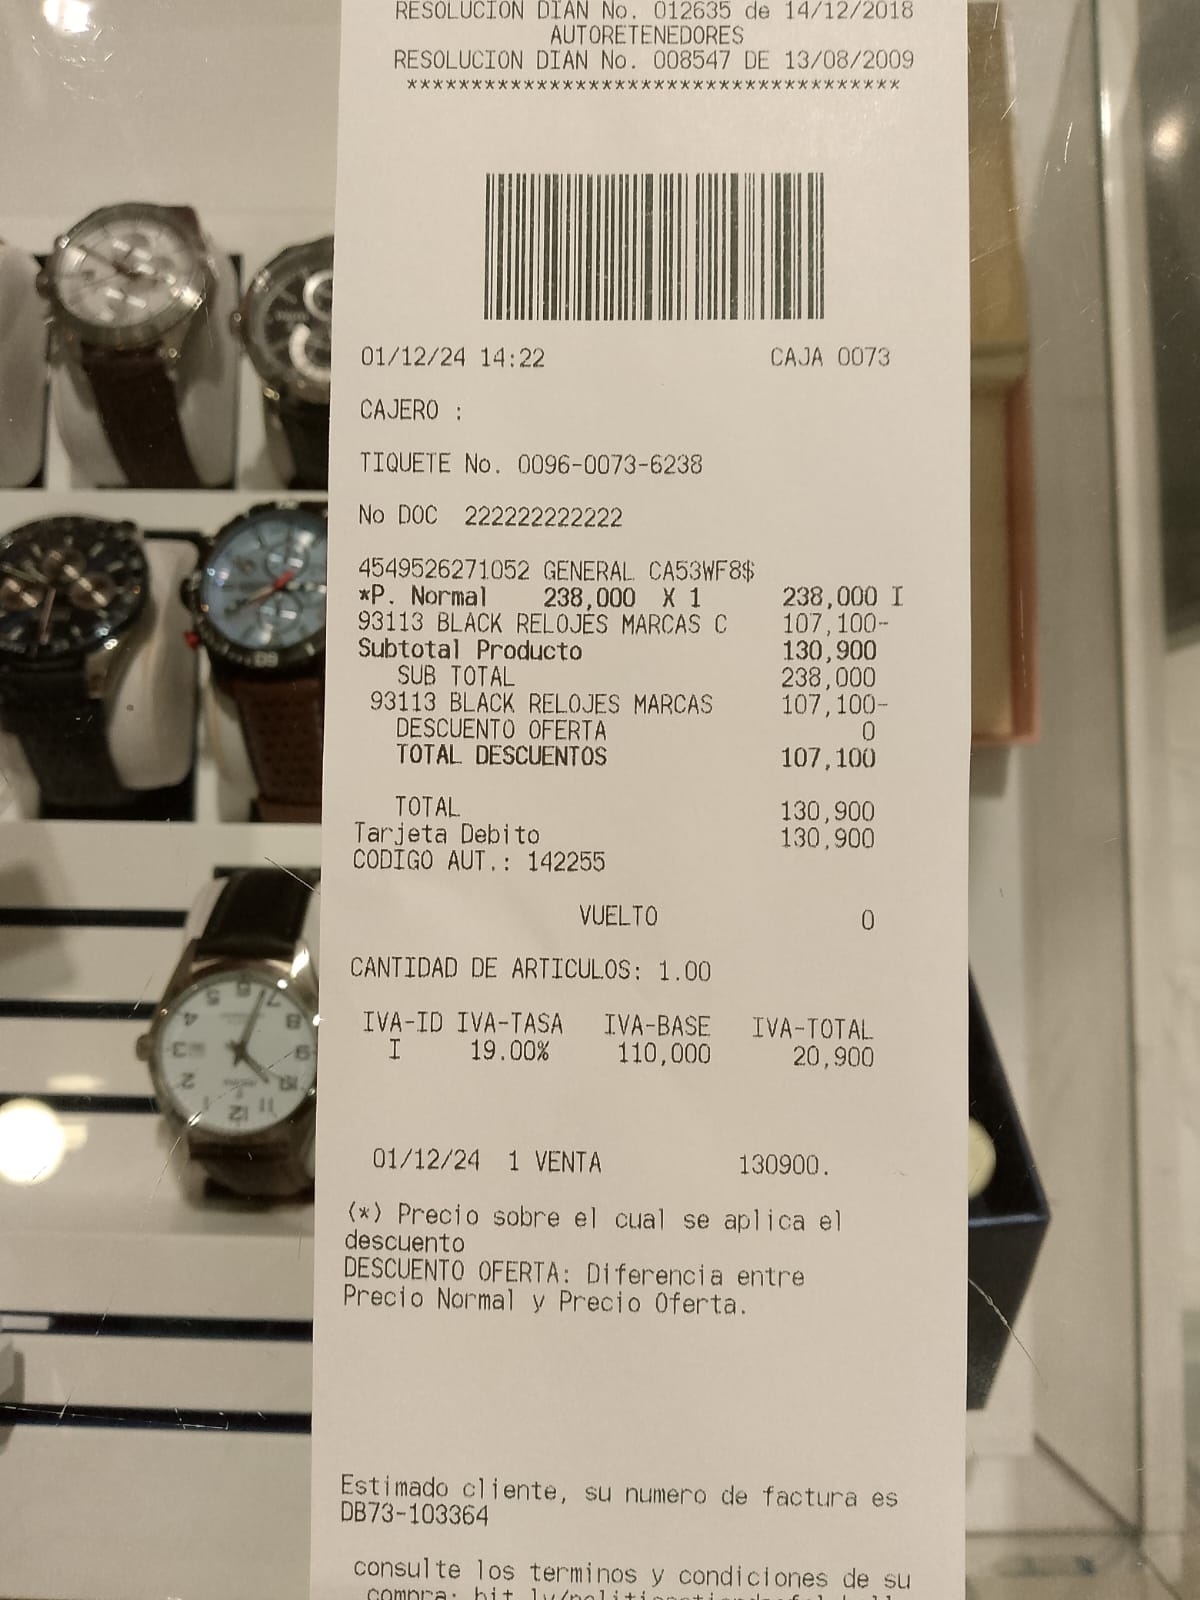 RESOLUCION DIAN No. 012635 de 14/12/2018
AUTORETENEDORES
RESOLUCION DIAN No. 008547 DE 13/08/2009
**************************************
01/12/24 14:22 CAJA 0073
CAJERO :
TIQUETE No. 0096-0073-6238
No DOC 222222222222
4549526271052 GENERAL CA53WF8$
*P. Normal 238,000 X 1 238,000 I
93113 BLACK RELOJES MARCAS C 107,100-
Subtotal Producto 130,900
SUB TOTAL 238,000
93113 BLACK RELOJES MARCAS 107,100-
DESCUENTO OFERTA 0
TOTAL DESCUENTOS 107,100
TOTAL 130,900
Tarjeta Debito 130,900
CODIGO AUT.: 142255
VUELTO 0
CANTIDAD DE ARTICULOS: 1.00
IVA-ID IVA-TASA IVA-BASE IVA-TOTAL
I 19.00% 110,000 20,900
01/12/24 1 VENTA 130900.
(*) Precio sobre el cual se aplica el
descuento
DESCUENTO OFERTA: Diferencia entre
Precio Normal y Precio Oferta.
Estimado cliente, su numero de factura es
DB73-103364
consulte los terminos y condiciones de su
compra: